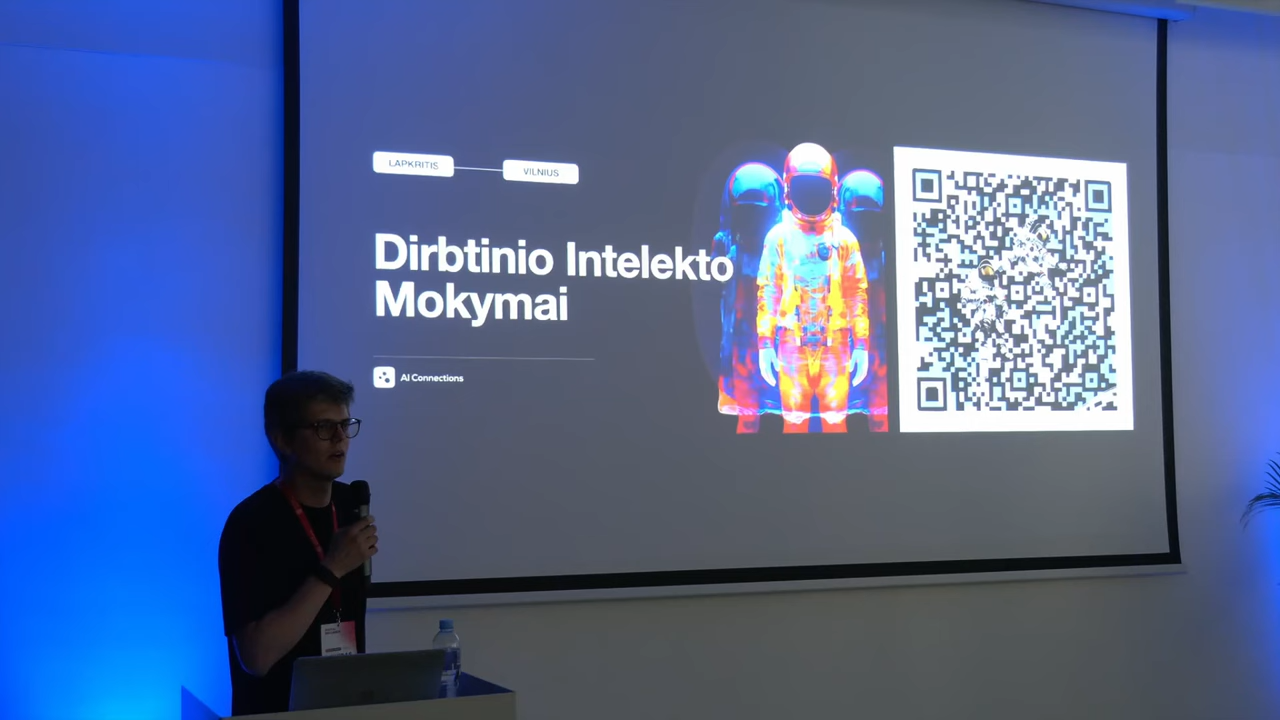 LAPKRITIS
VILNIUS
Dirbtinio Intelekto
Mokymai
AI Connections